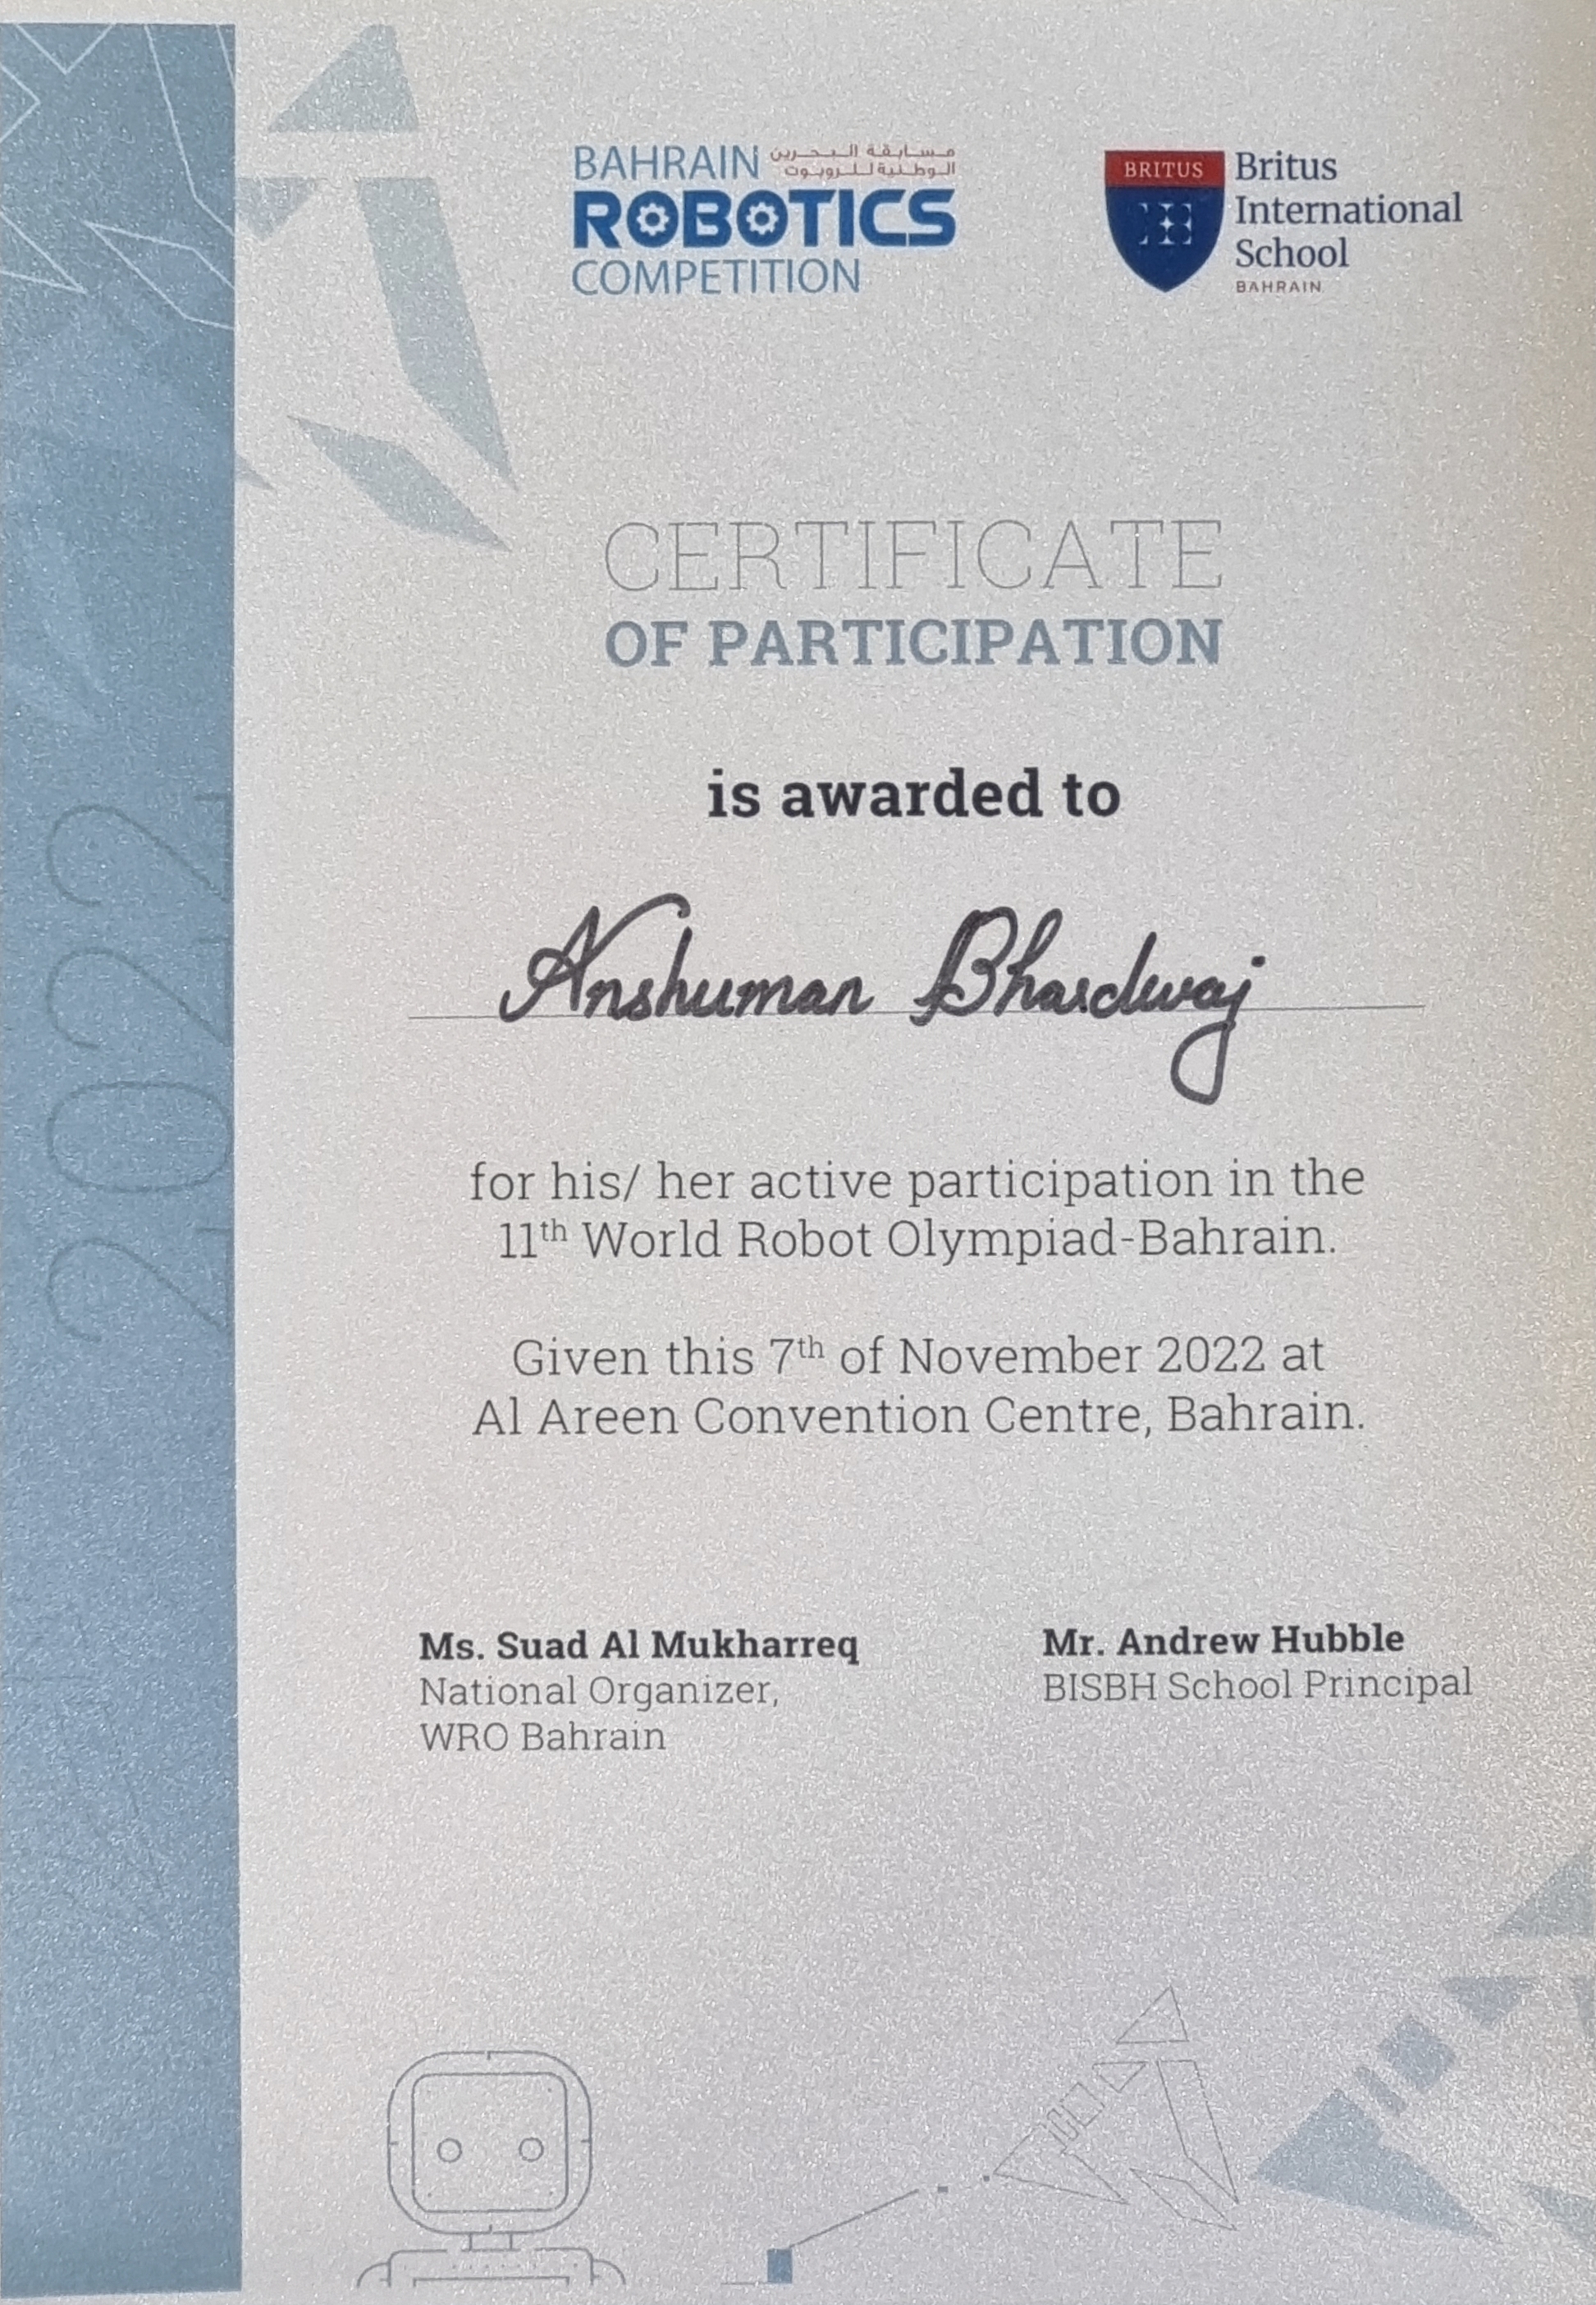 BAHRAIN مسابقة البحرين
الوطنية للروبوت
ROBOTICS
COMPETITION
BRITUS
Britus
International
School
BAHRAIN
CERTIFICATE
OF PARTICIPATION
is awarded to
Anshuman Bhardwaj
for his/ her active participation in the
11th World Robot Olympiad-Bahrain.
Given this 7th of November 2022 at
Al Areen Convention Centre, Bahrain.
2022
Ms. Suad Al Mukharreq
National Organizer,
WRO Bahrain
Mr. Andrew Hubble
BISBH School Principal